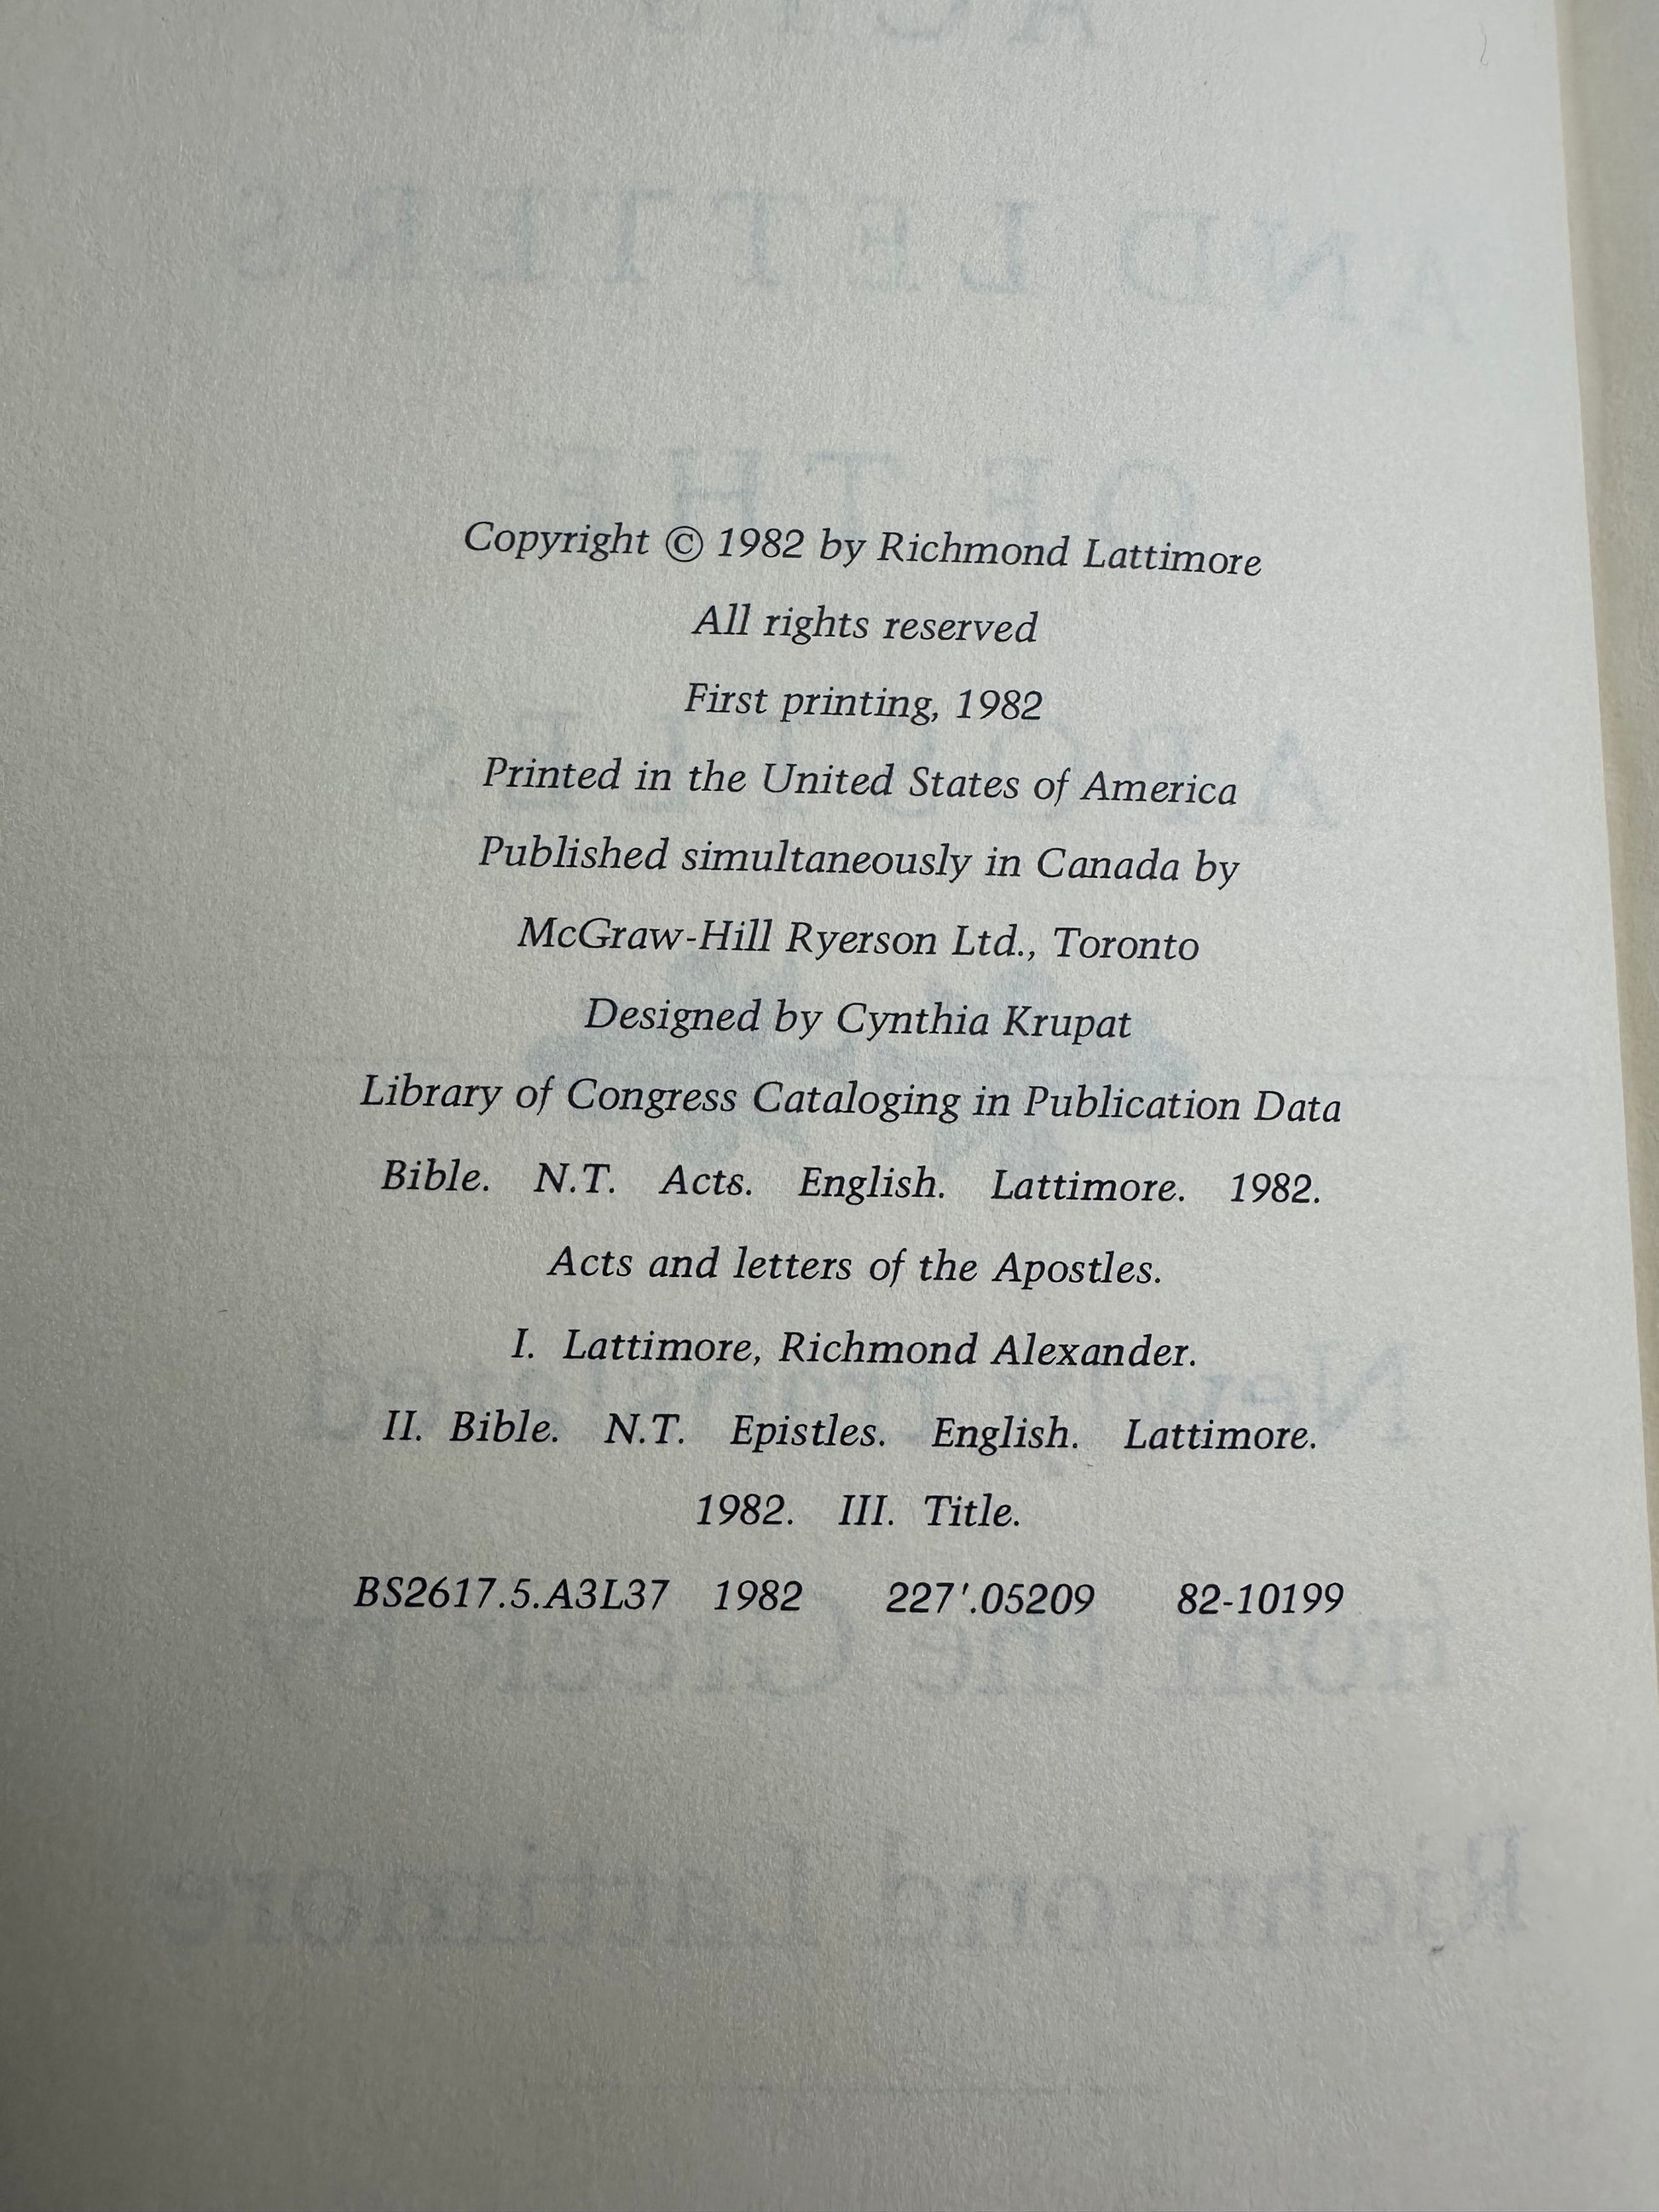 Copyright © 1982 by Richmond Lattimore
All rights reserved
First printing, 1982
Printed in the United States of America
Published simultaneously in Canada by
McGraw-Hill Ryerson Ltd., Toronto
Designed by Cynthia Krupat
Library of Congress Cataloging in Publication Data
Bible. N.T. Acts. English. Lattimore. 1982.
Acts and letters of the Apostles.
I. Lattimore, Richmond Alexander.
II. Bible. N.T. Epistles. English. Lattimore.
1982. III. Title.
BS2617.5.A3L37 1982 227'.05209 82-10199